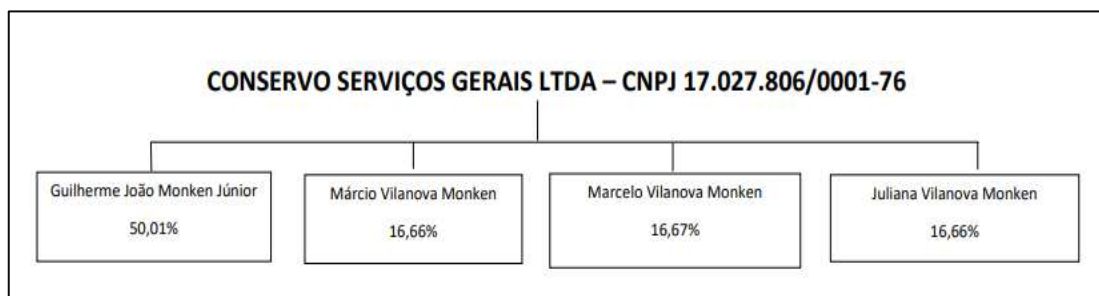 CONSERVO SERVIÇOS GERAIS LTDA – CNPJ 17.027.806/0001-76
Guilherme João Monken Júnior
50,01%
Márcio Vilanova Monken
16,66%
Marcelo Vilanova Monken
16,67%
Juliana Vilanova Monken
16,66%